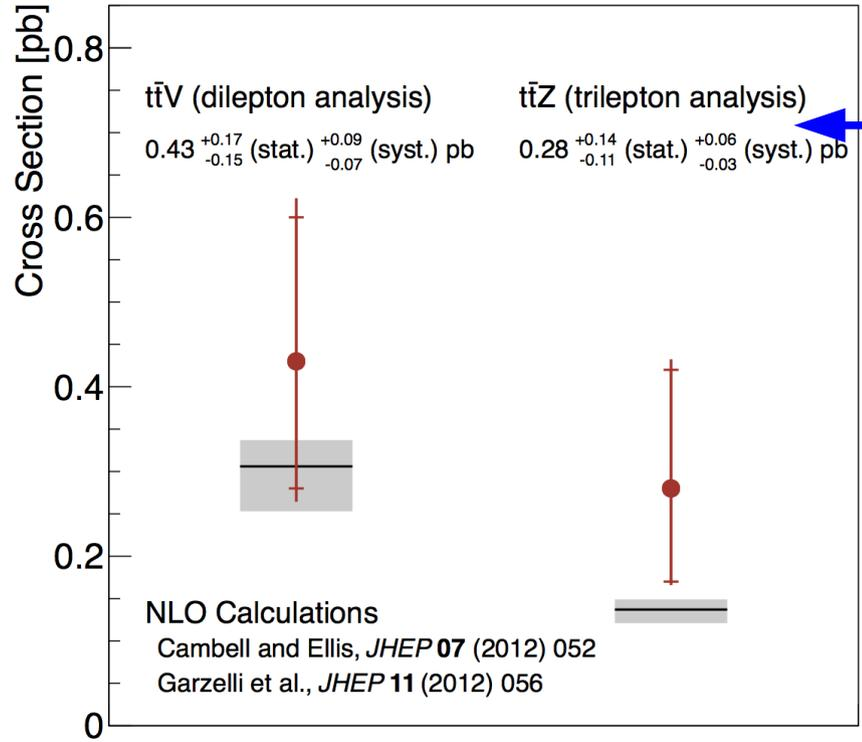 Cross Section [pb]
0.8
0.6
0.4
0.2
0
tt̄V (dilepton analysis)
0.43 +0.17 -0.15 (stat.) +0.09 -0.07 (syst.) pb
tt̄Z (trilepton analysis)
0.28 +0.14 -0.11 (stat.) +0.06 -0.03 (syst.) pb
NLO Calculations
Cambell and Ellis, JHEP 07 (2012) 052
Garzelli et al., JHEP 11 (2012) 056